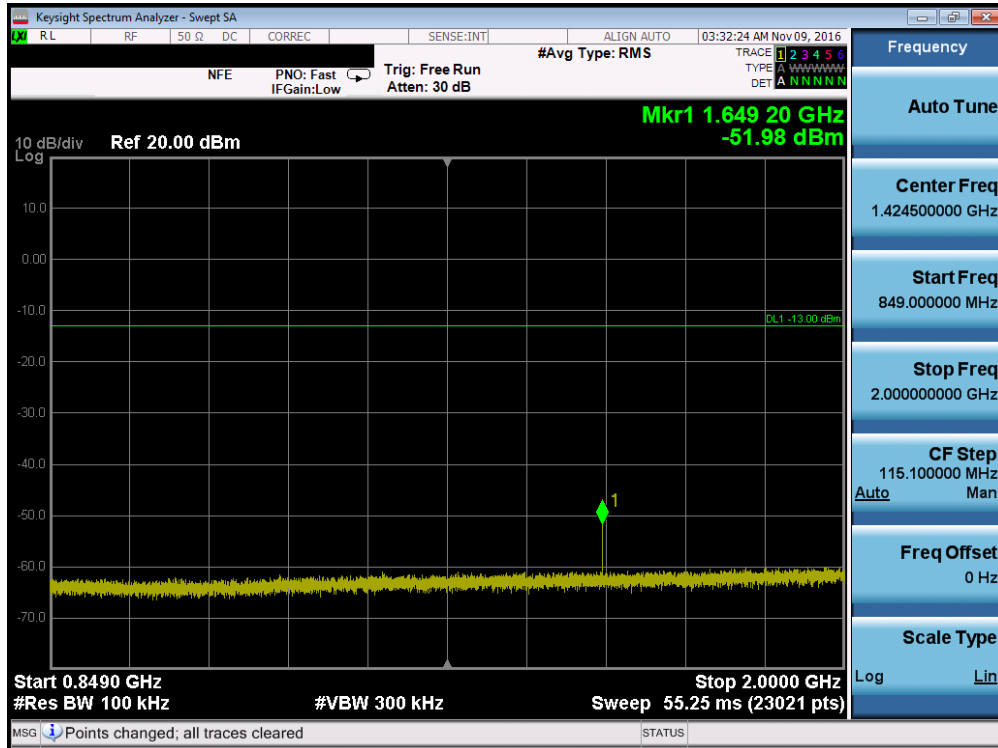 Keysight Spectrum Analyzer - Swept SA
LXI RL RF 50 Ω DC CORREC SENSE:INT ALIGN AUTO 03:32:24 AM Nov 09, 2016
NFE PNO: Fast IFGain:Low Trig: Free Run Atten: 30 dB #Avg Type: RMS
TRACE 1 2 3 4 5 6
TYPE A WWWWW
DET A N N N N N
Mkr1 1.649 20 GHz
-51.98 dBm
10 dB/div Ref 20.00 dBm
Log
10.0
0.00
-10.0
DL1 -13.00 dBm
-20.0
-30.0
-40.0
1
-50.0
-60.0
-70.0
Start 0.8490 GHz Stop 2.0000 GHz
#Res BW 100 kHz #VBW 300 kHz Sweep 55.25 ms (23021 pts)
MSG Points changed; all traces cleared STATUS
Frequency
Auto Tune
Center Freq
1.424500000 GHz
Start Freq
849.000000 MHz
Stop Freq
2.000000000 GHz
CF Step
115.100000 MHz
Auto Man
Freq Offset
0 Hz
Scale Type
Log Lin